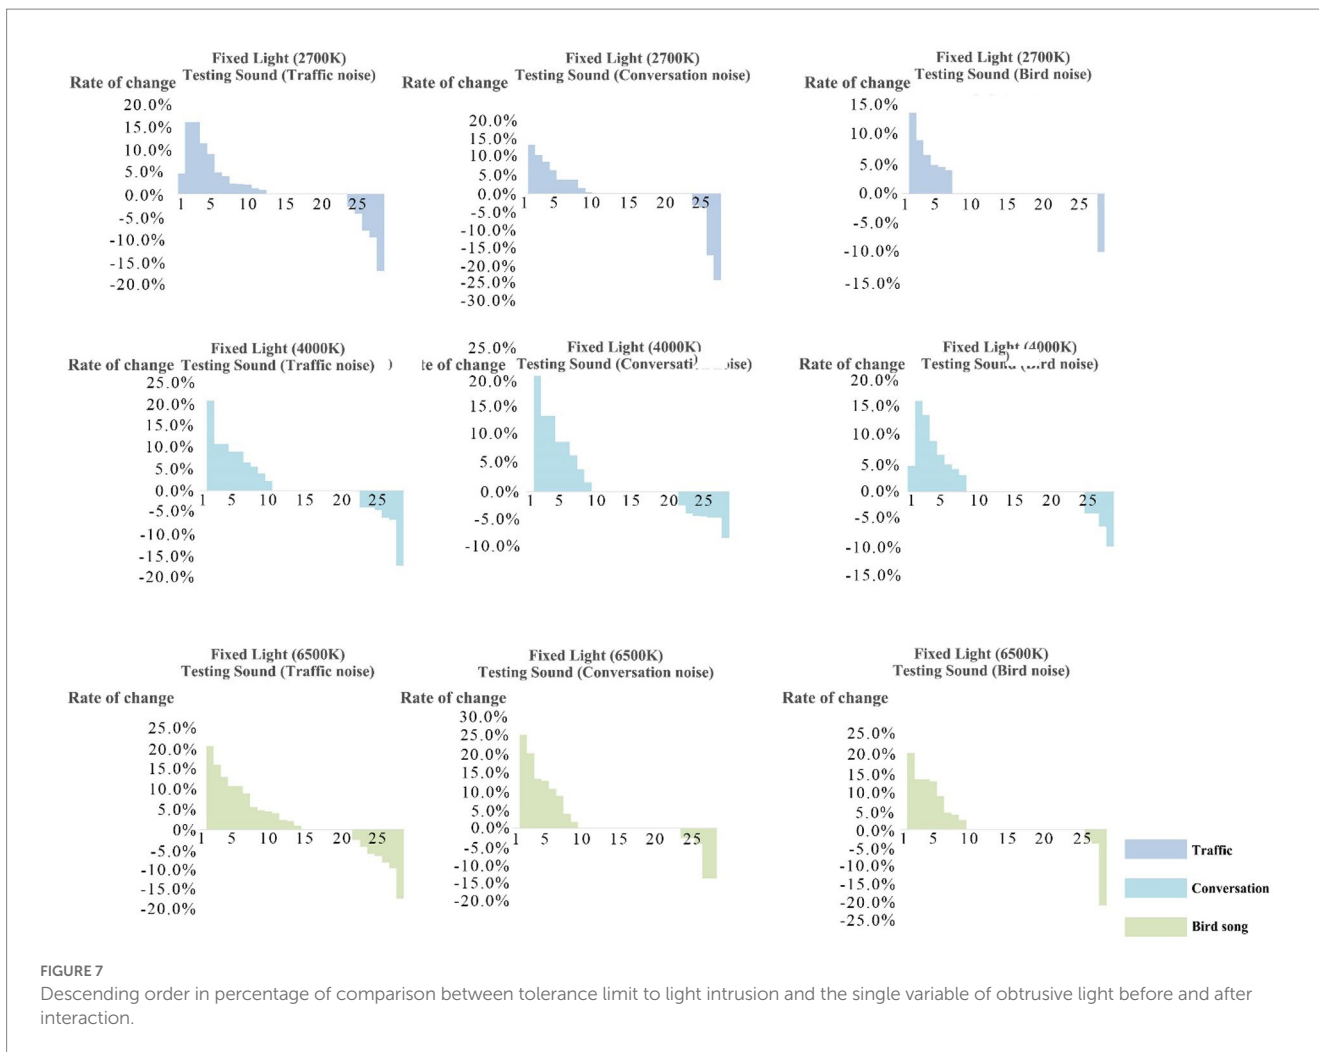 Fixed Light (2700K)
Testing Sound (Traffic noise)
Rate of change
20.0%
15.0%
10.0%
5.0%
0.0%
1 5 10 15 20 25
-5.0%
-10.0%
-15.0%
-20.0%
Fixed Light (2700K)
Testing Sound (Conversation noise)
Rate of change
20.0%
15.0%
10.0%
5.0%
0.0%
1 5 10 15 20 25
-5.0%
-10.0%
-15.0%
-20.0%
-25.0%
-30.0%
Fixed Light (2700K)
Testing Sound (Bird noise)
Rate of change
15.0%
10.0%
5.0%
0.0%
1 5 10 15 20 25
-5.0%
-10.0%
-15.0%
Fixed Light (4000K)
Testing Sound (Traffic noise) )
Rate of change
25.0%
20.0%
15.0%
10.0%
5.0%
0.0%
1 5 10 15 20 25
-5.0%
-10.0%
-15.0%
-20.0%
25.0%
Fixed Light (4000K)
Testing Sound
of change
20.0%
15.0%
10.0%
5.0%
0.0%
1 5 10 15 20 25
-5.0%
-10.0%
Fixed
Testing noise)
Rate of change
20.0%
15.0%
10.0%
5.0%
0.0%
1 5 10 15 20 25
-5.0%
-10.0%
-15.0%
Fixed Light (6500K)
Testing Sound (Traffic noise)
Rate of change
25.0%
20.0%
15.0%
10.0%
5.0%
0%
1 5 10 15 20 25
-5.0%
-10.0%
-15.0%
-20.0%
Fixed Light (6500K)
Testing Sound (Conversation noise)
Rate of change
30.0%
25.0%
20.0%
15.0%
10.0%
5.0%
0.0%
1 5 10 15 20 25
-5.0%
-10.0%
-15.0%
-20.0%
Fixed Light (6500K)
Testing Sound (Bird noise)
Rate of change
25.0%
20.0%
15.0%
10.0%
5.0%
0.0%
1 5 10 15 20 25
-5.0%
-10.0%
-15.0%
-20.0%
-25.0%
Traffic
Conversation
Bird song
FIGURE 7
Descending order in percentage of comparison between tolerance limit to light intrusion and the single variable of obtrusive light before and after
interaction.